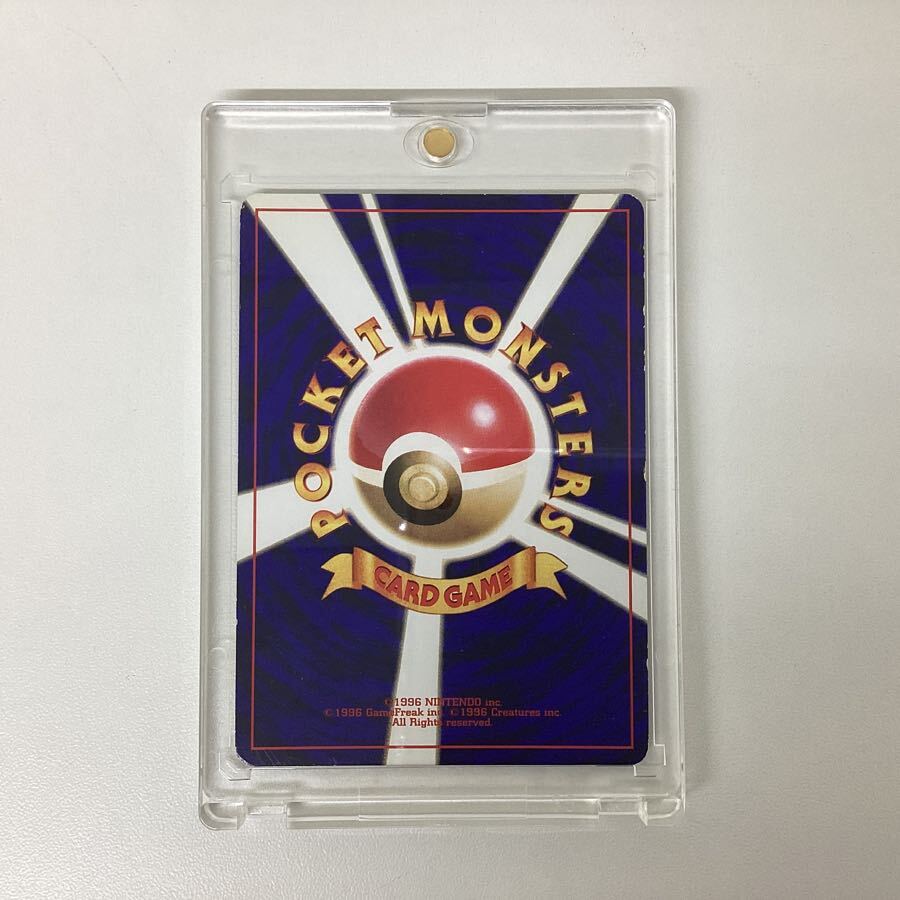 POCKET MONSTERS
CARD GAME
©1996 NINTENDO inc.
©1996 GameFreak inc. ©1996 Creatures inc.
All Rights reserved.